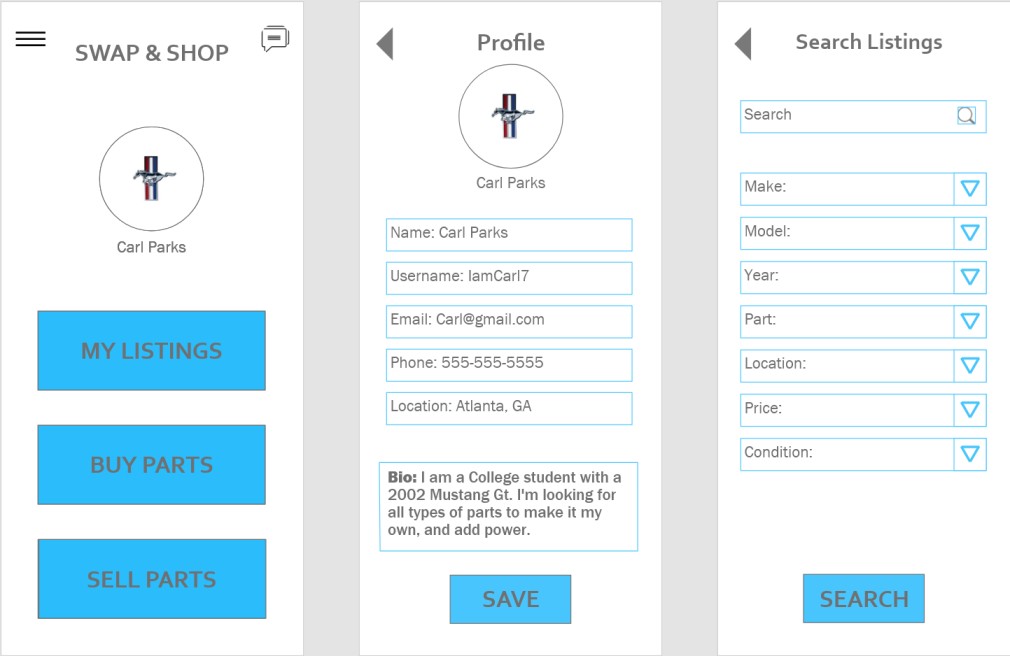 SWAP & SHOP
Carl Parks
MY LISTINGS
BUY PARTS
SELL PARTS
Profile
Carl Parks
Name: Carl Parks
Username: IamCarl7
Email: Carl@gmail.com
Phone: 555-555-5555
Location: Atlanta, GA
Bio: I am a College student with a
2002 Mustang Gt. I'm looking for
all types of parts to make it my
own, and add power.
SAVE
Search Listings
Search
Make:
Model:
Year:
Part:
Location:
Price:
Condition:
SEARCH